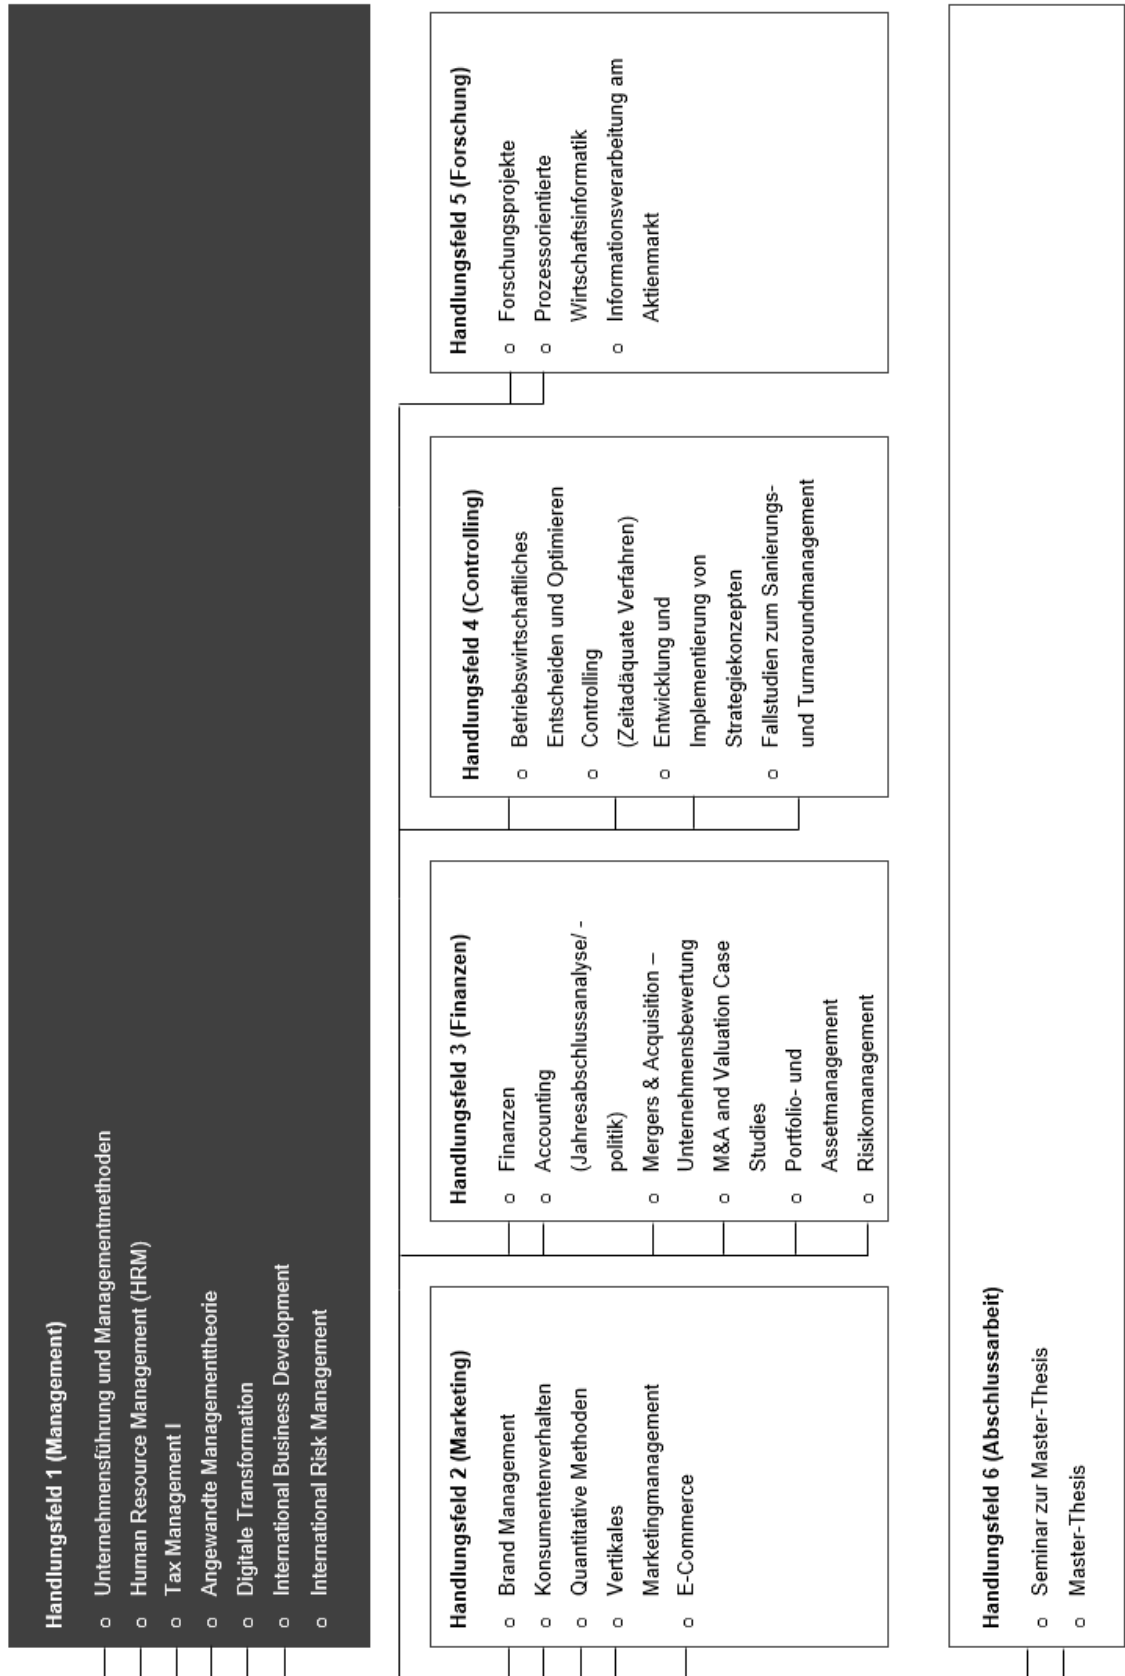 Handlungsfeld 1 (Management)
o Unternehmensführung und Managementmethoden
o Human Resource Management (HRM)
o Tax Management I
o Angewandte Managementtheorie
o Digitale Transformation
o International Business Development
o International Risk Management
Handlungsfeld 2 (Marketing)
o Brand Management
o Konsumentenverhalten
o Quantitative Methoden
o Vertikales
Marketingmanagement
o E-Commerce
Handlungsfeld 3 (Finanzen)
o Finanzen
o Accounting
(Jahresabschlussanalyse/ -
politik)
o Mergers & Acquisition –
Unternehmensbewertung
o M&A and Valuation Case
Studies
o Portfolio- und
Assetmanagement
o Risikomanagement
Handlungsfeld 4 (Controlling)
o Betriebswirtschaftliches
Entscheiden und Optimieren
o Controlling
(Zeitadäquate Verfahren)
o Entwicklung und
Implementierung von
Strategiekonzepten
o Fallstudien zum Sanierungs-
und Turnaroundmanagement
Handlungsfeld 5 (Forschung)
o Forschungsprojekte
o Prozessorientierte
Wirtschaftsinformatik
o Informationsverarbeitung am
Aktienmarkt
Handlungsfeld 6 (Abschlussarbeit)
o Seminar zur Master-Thesis
o Master-Thesis